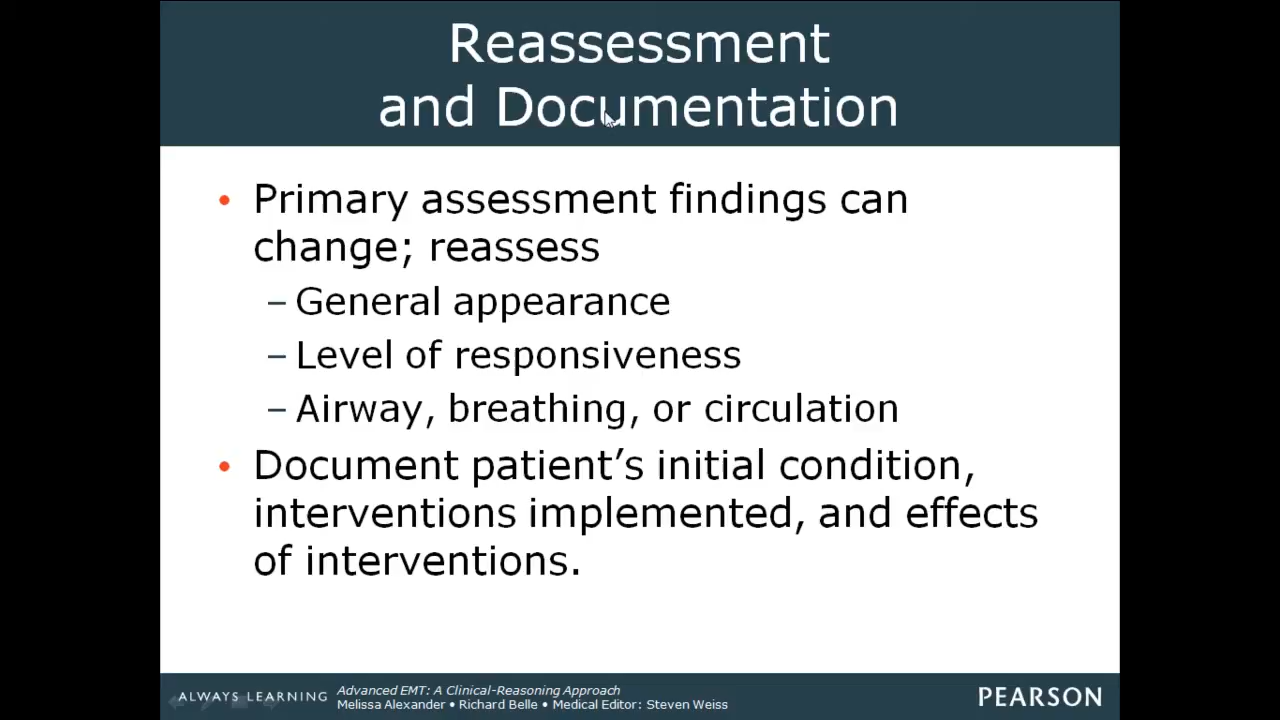 Reassessment
and Documentation
• Primary assessment findings can
change; reassess
– General appearance
– Level of responsiveness
– Airway, breathing, or circulation
• Document patient’s initial condition,
interventions implemented, and effects
of interventions.
ALWAYS LEARNING
Advanced EMT: A Clinical-Reasoning Approach
Melissa Alexander • Richard Belle • Medical Editor: Steven Weiss
PEARSON